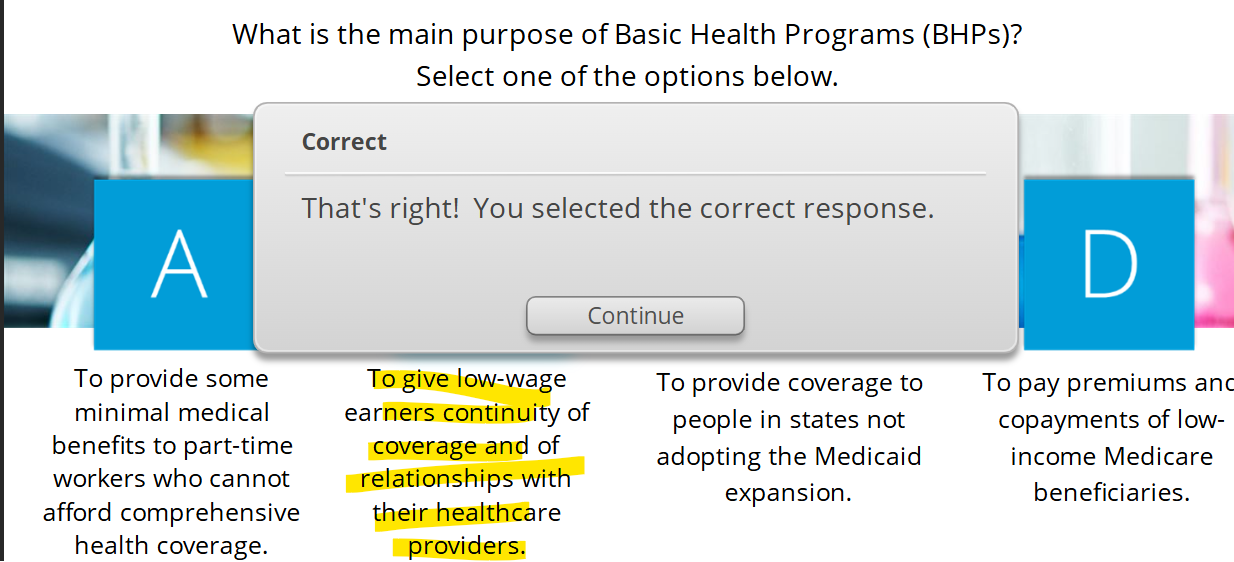 What is the main purpose of Basic Health Programs (BHPs)?
Select one of the options below.
Correct
That's right!  You selected the correct response.
Continue
A
To provide some
minimal medical
benefits to part-time
workers who cannot
afford comprehensive
health coverage.
To give low-wage
earners continuity of
coverage and of
relationships with
their healthcare
providers.
To provide coverage to
people in states not
adopting the Medicaid
expansion.
D
To pay premiums and
copayments of low-
income Medicare
beneficiaries.